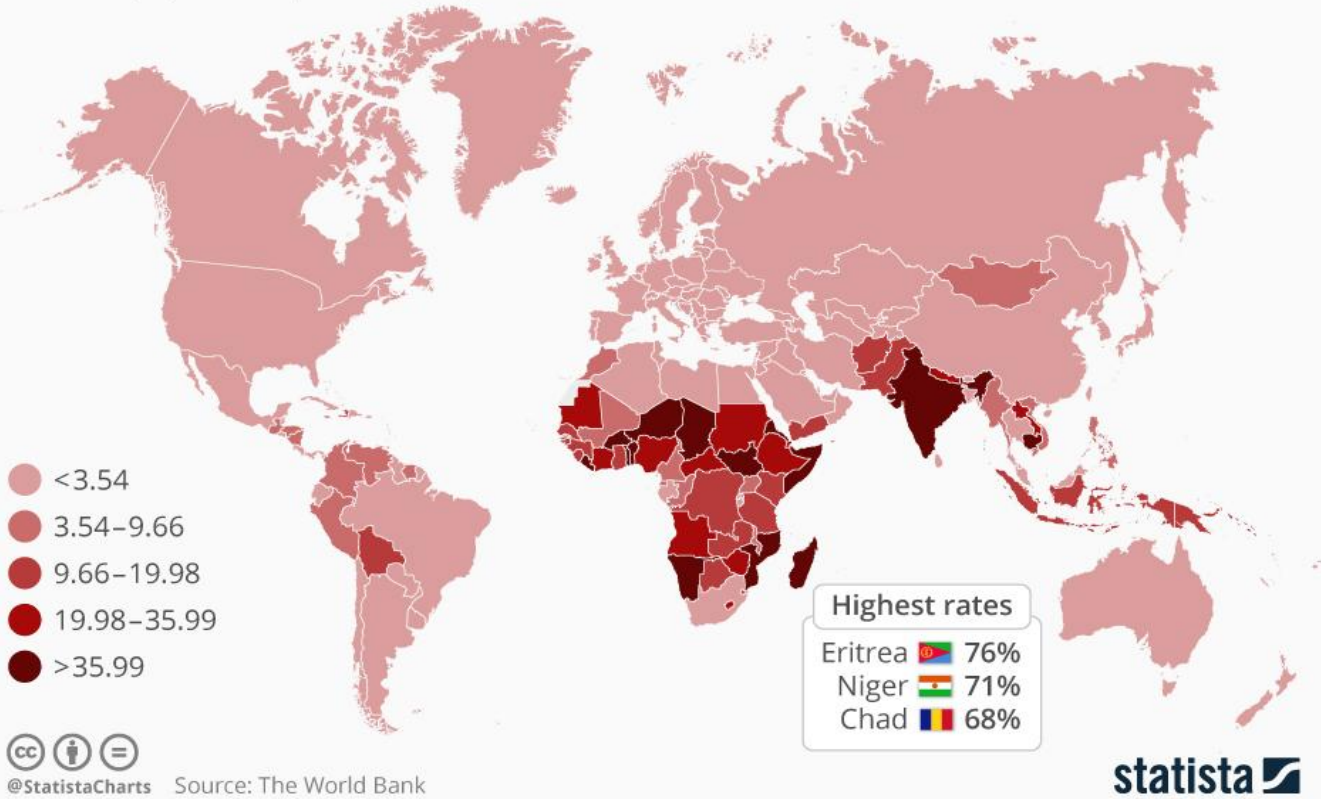 <3.54
3.54–9.66
9.66–19.98
19.98–35.99
>35.99
Highest rates
Eritrea 76%
Niger 71%
Chad 68%
cc
@StatistaCharts Source: The World Bank
statista